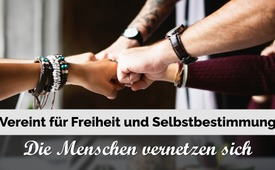 Vereint für Freiheit und Selbstbestimmung
Die Menschen vernetzen sich